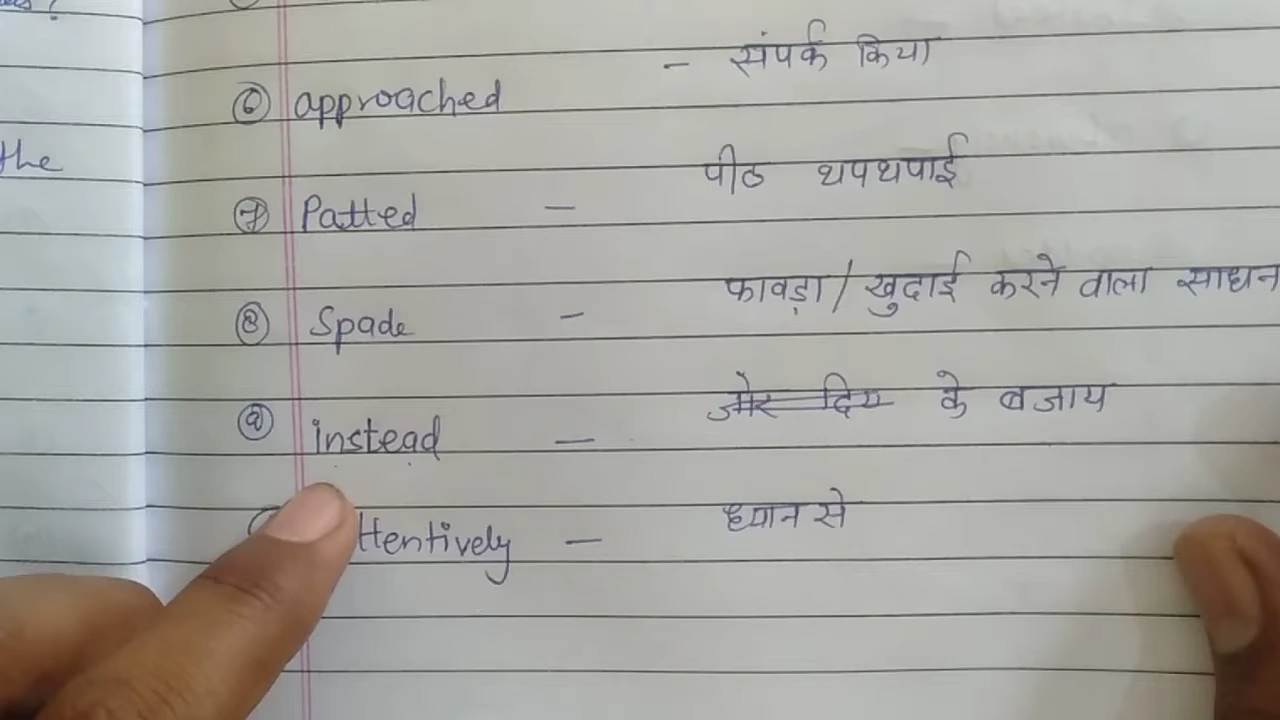 the
⑥ approached - संपर्क किया
⑦ Patted - पीठ थपथपाई
⑧ Spade - फावड़ा / खुदाई करने वाला साधन
⑨ instead - के बजाय
ttentively - ध्यान से